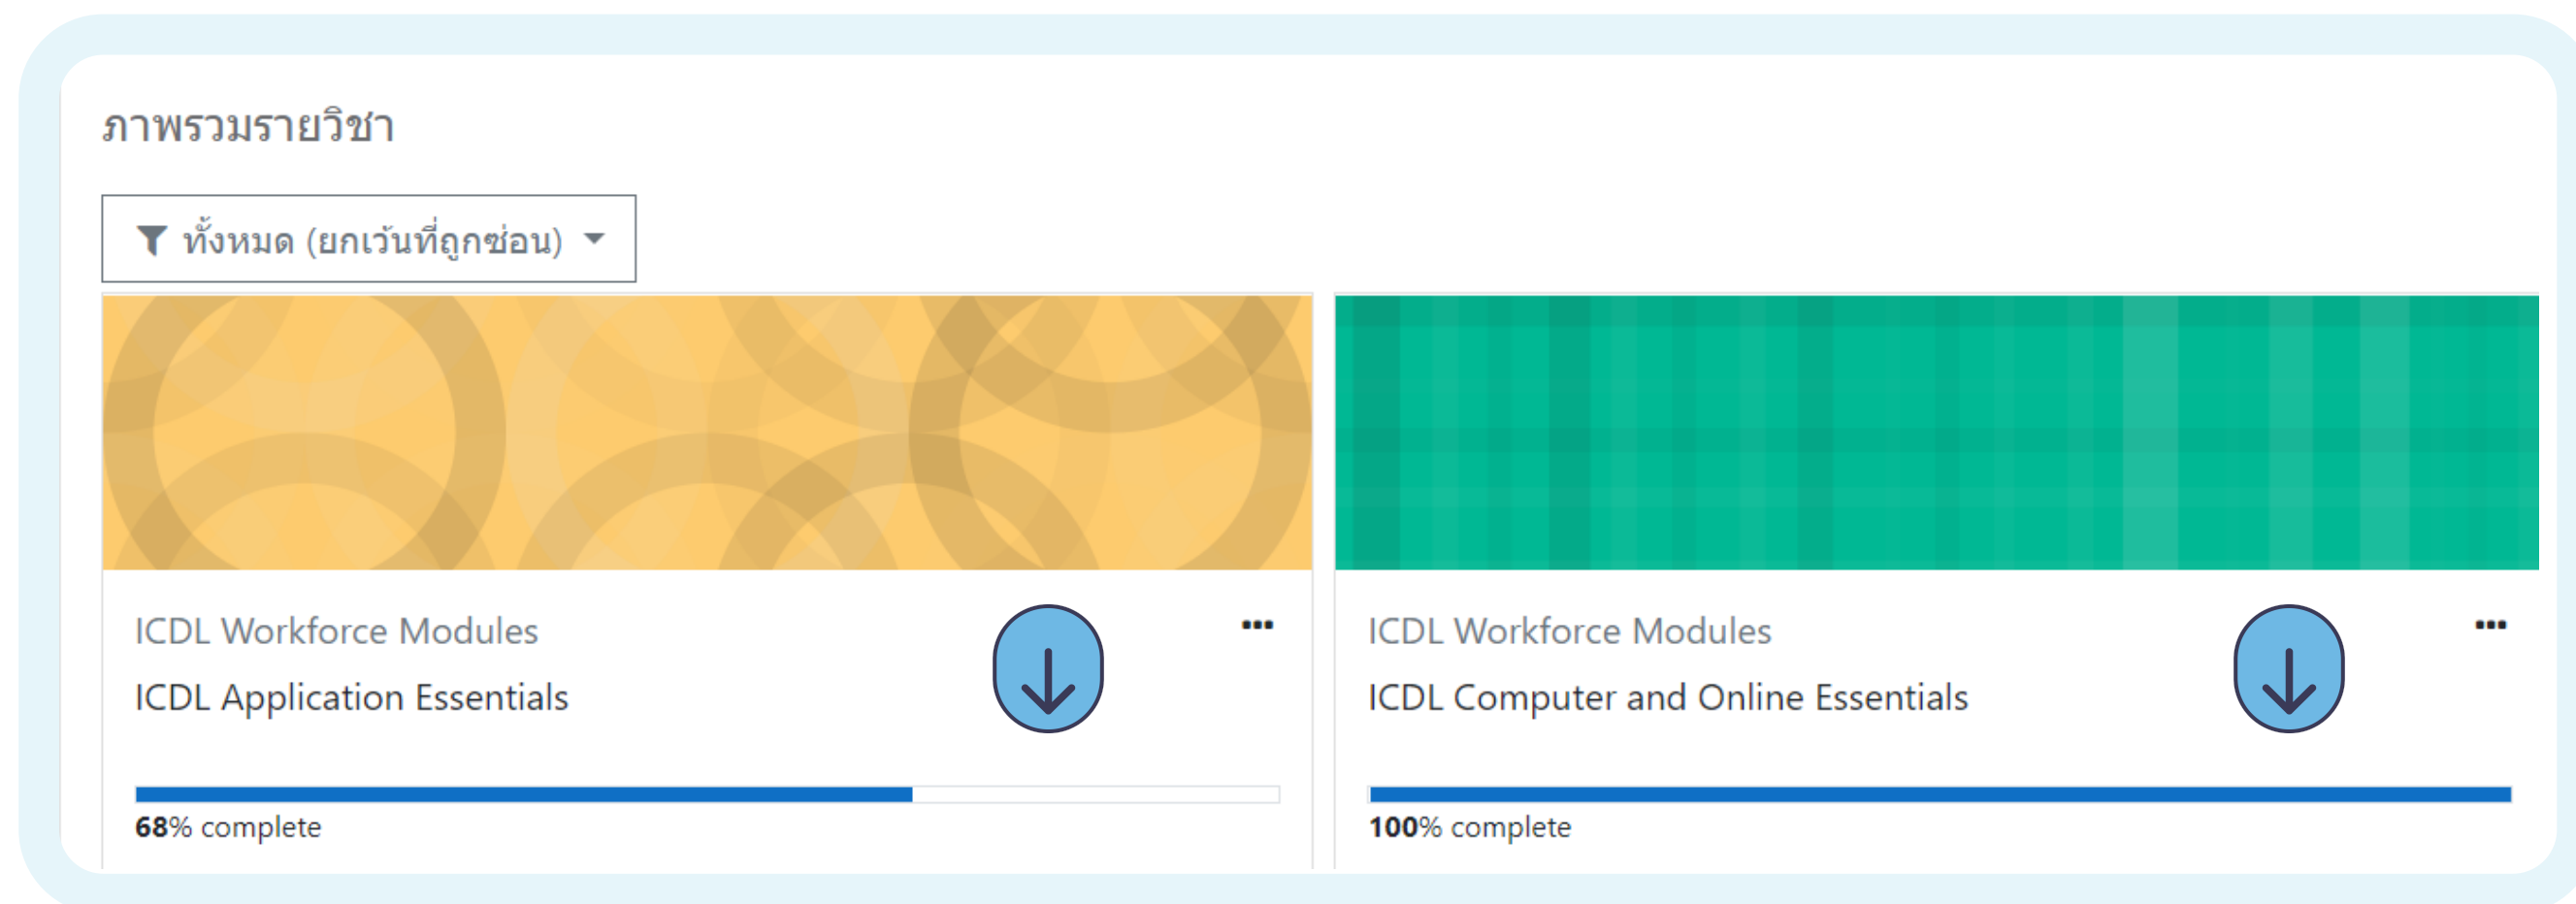 ภาพรวมรายวิชา
ทั้งหมด (ยกเว้นที่ถูกซ่อน)
ICDL Workforce Modules
ICDL Application Essentials
68% complete
ICDL Workforce Modules
ICDL Computer and Online Essentials
100% complete